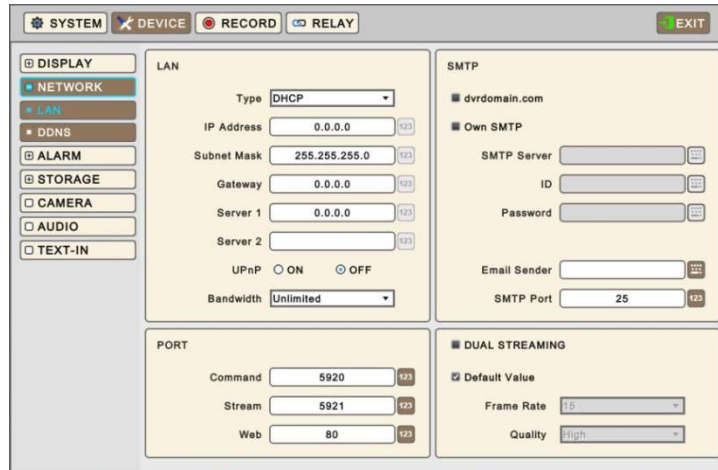 SYSTEM DEVICE RECORD RELAY EXIT
DISPLAY
NETWORK
LAN
DDNS
ALARM
STORAGE
CAMERA
AUDIO
TEXT-IN
LAN
Type DHCP
IP Address 0.0.0.0 123
Subnet Mask 255.255.255.0 123
Gateway 0.0.0.0 123
Server 1 0.0.0.0 123
Server 2 123
UPnP ON OFF
Bandwidth Unlimited
SMTP
dvrdomain.com
Own SMTP
SMTP Server
ID
Password
Email Sender
SMTP Port 25 123
PORT
Command 5920 123
Stream 5921 123
Web 80 123
DUAL STREAMING
Default Value
Frame Rate 15
Quality High